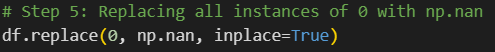 # Step 5: Replacing all instances of 0 with np.nan
df.replace(0, np.nan, inplace=True)